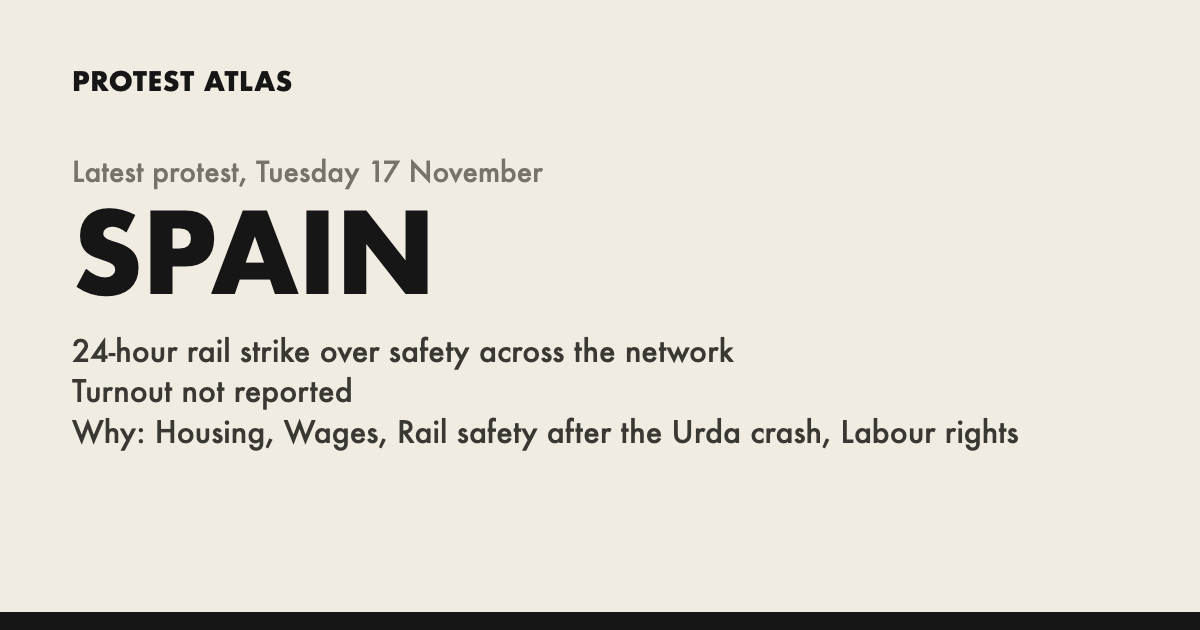 PROTEST ATLAS
Latest protest, Tuesday 17 November
SPAIN
24-hour rail strike over safety across the network
Turnout not reported
Why: Housing, Wages, Rail safety after the Urda crash, Labour rights